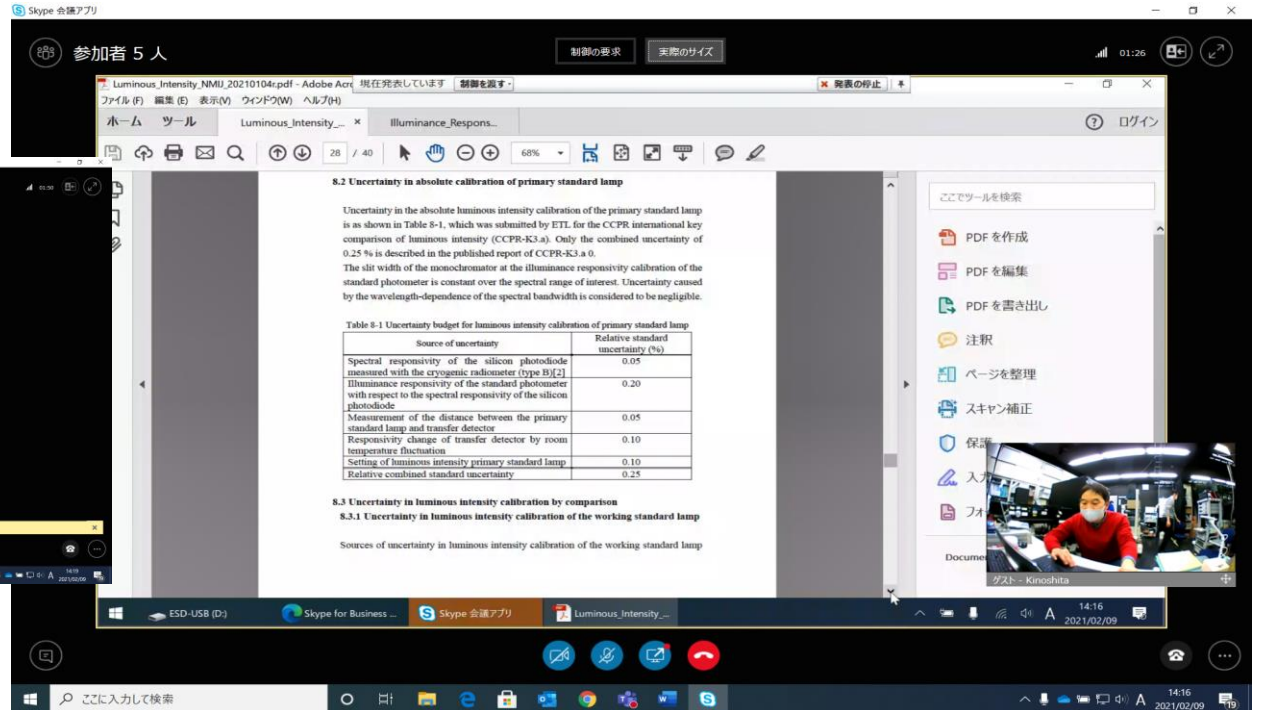 Skype 会議アプリ
参加者 5 人
制御の要求
実際のサイズ
01:26
Luminous_Intensity_NMIJ_20210104r.pdf - Adobe Acr
現在発表しています
制御を渡す
発表の停止
ファイル (F) 編集 (E) 表示(V) ウィンドウ(W) ヘルプ(H)
ホーム ツール Luminous_Intensity_... × Illuminance_Respons...
ログイン
28 / 40
68%
8.2 Uncertainty in absolute calibration of primary standard lamp
Uncertainty in the absolute luminous intensity calibration of the primary standard lamp
is as shown in Table 8-1, which was submitted by ETL for the CCPR international key
comparison of luminous intensity (CCPR-K3.a). Only the combined uncertainty of
0.25 % is described in the published report of CCPR-K3.a 0.
The slit width of the monochromator at the illuminance responsivity calibration of the
standard photometer is constant over the spectral range of interest. Uncertainty caused
by the wavelength-dependence of the spectral bandwidth is considered to be negligible.
Table 8-1 Uncertainty budget for luminous intensity calibration of primary standard lamp
Source of uncertainty
Relative standard
uncertainty (%)
Spectral responsivity of the silicon photodiode
measured with the cryogenic radiometer (type B)[2]
0.05
Illuminance responsivity of the standard photometer
with respect to the spectral responsivity of the silicon
photodiode
0.20
Measurement of the distance between the primary
standard lamp and transfer detector
0.05
Responsivity change of transfer detector by room
temperature fluctuation
0.10
Setting of luminous intensity primary standard lamp
0.10
Relative combined standard uncertainty
0.25
8.3 Uncertainty in luminous intensity calibration by comparison
8.3.1 Uncertainty in luminous intensity calibration of the working standard lamp
Sources of uncertainty in luminous intensity calibration of the working standard lamp
ここでツールを検索
PDF を作成
PDF を編集
PDF を書き出し
注釈
ページを整理
スキャン補正
保護
入力
フォ
Docume
ゲスト - Kinoshita
14:19
2021/02/09
ESD-USB (D:)
Skype for Business ...
Skype 会議アプリ
Luminous_Intensity_...
A
14:16
2021/02/09
ここに入力して検索
A
14:16
2021/02/09
19